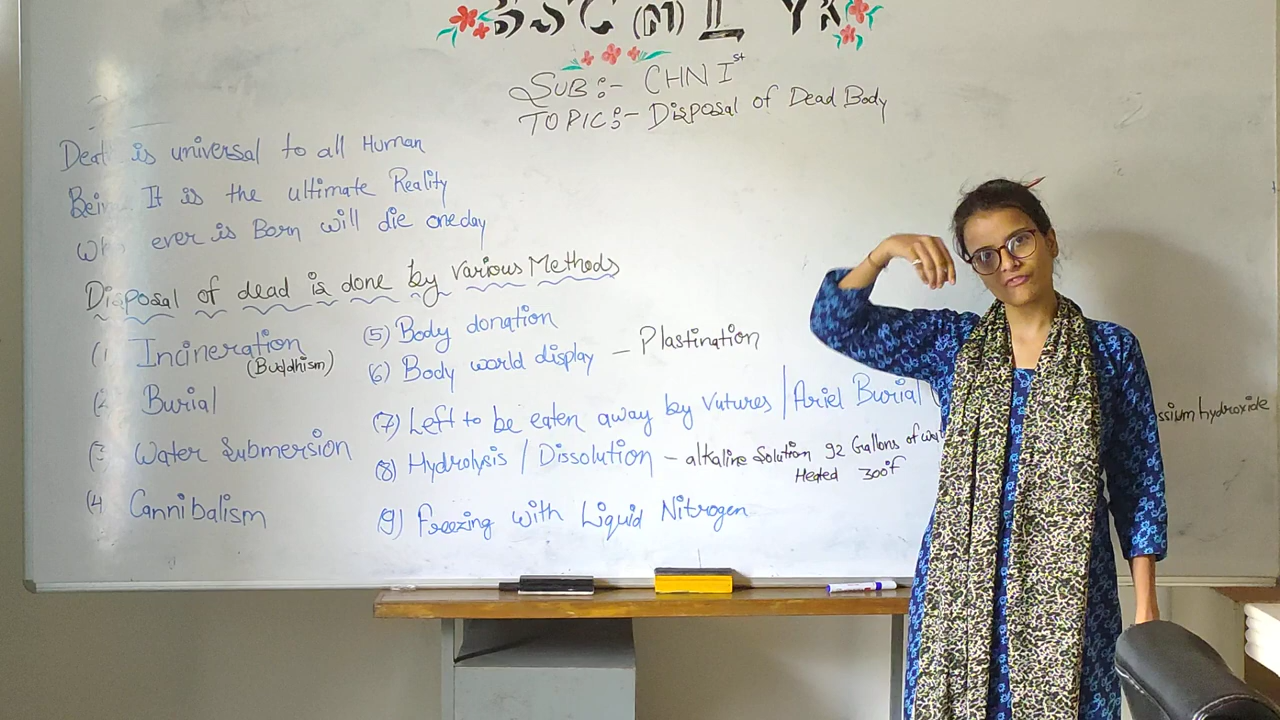 SUB:- CHN Ist
TOPIC:- Disposal of Dead Body
is universal to all Human
It is the ultimate Reality
ever is Born will die oneday
Disposal of dead is done by various Methods
Incineration
(Buddhism)
Burial
Water Submersion
(4 Cannibalism
(5) Body donation
(6) Body world display - Plastination
(7) Left to be eaten away by Vutures / Ariel Burial (
(8) Hydrolysis / Dissolution - alkaline Solution 92 Gallons of
ssium hydroxide
Heated 300°f
(9) Freezing with Liquid Nitrogen